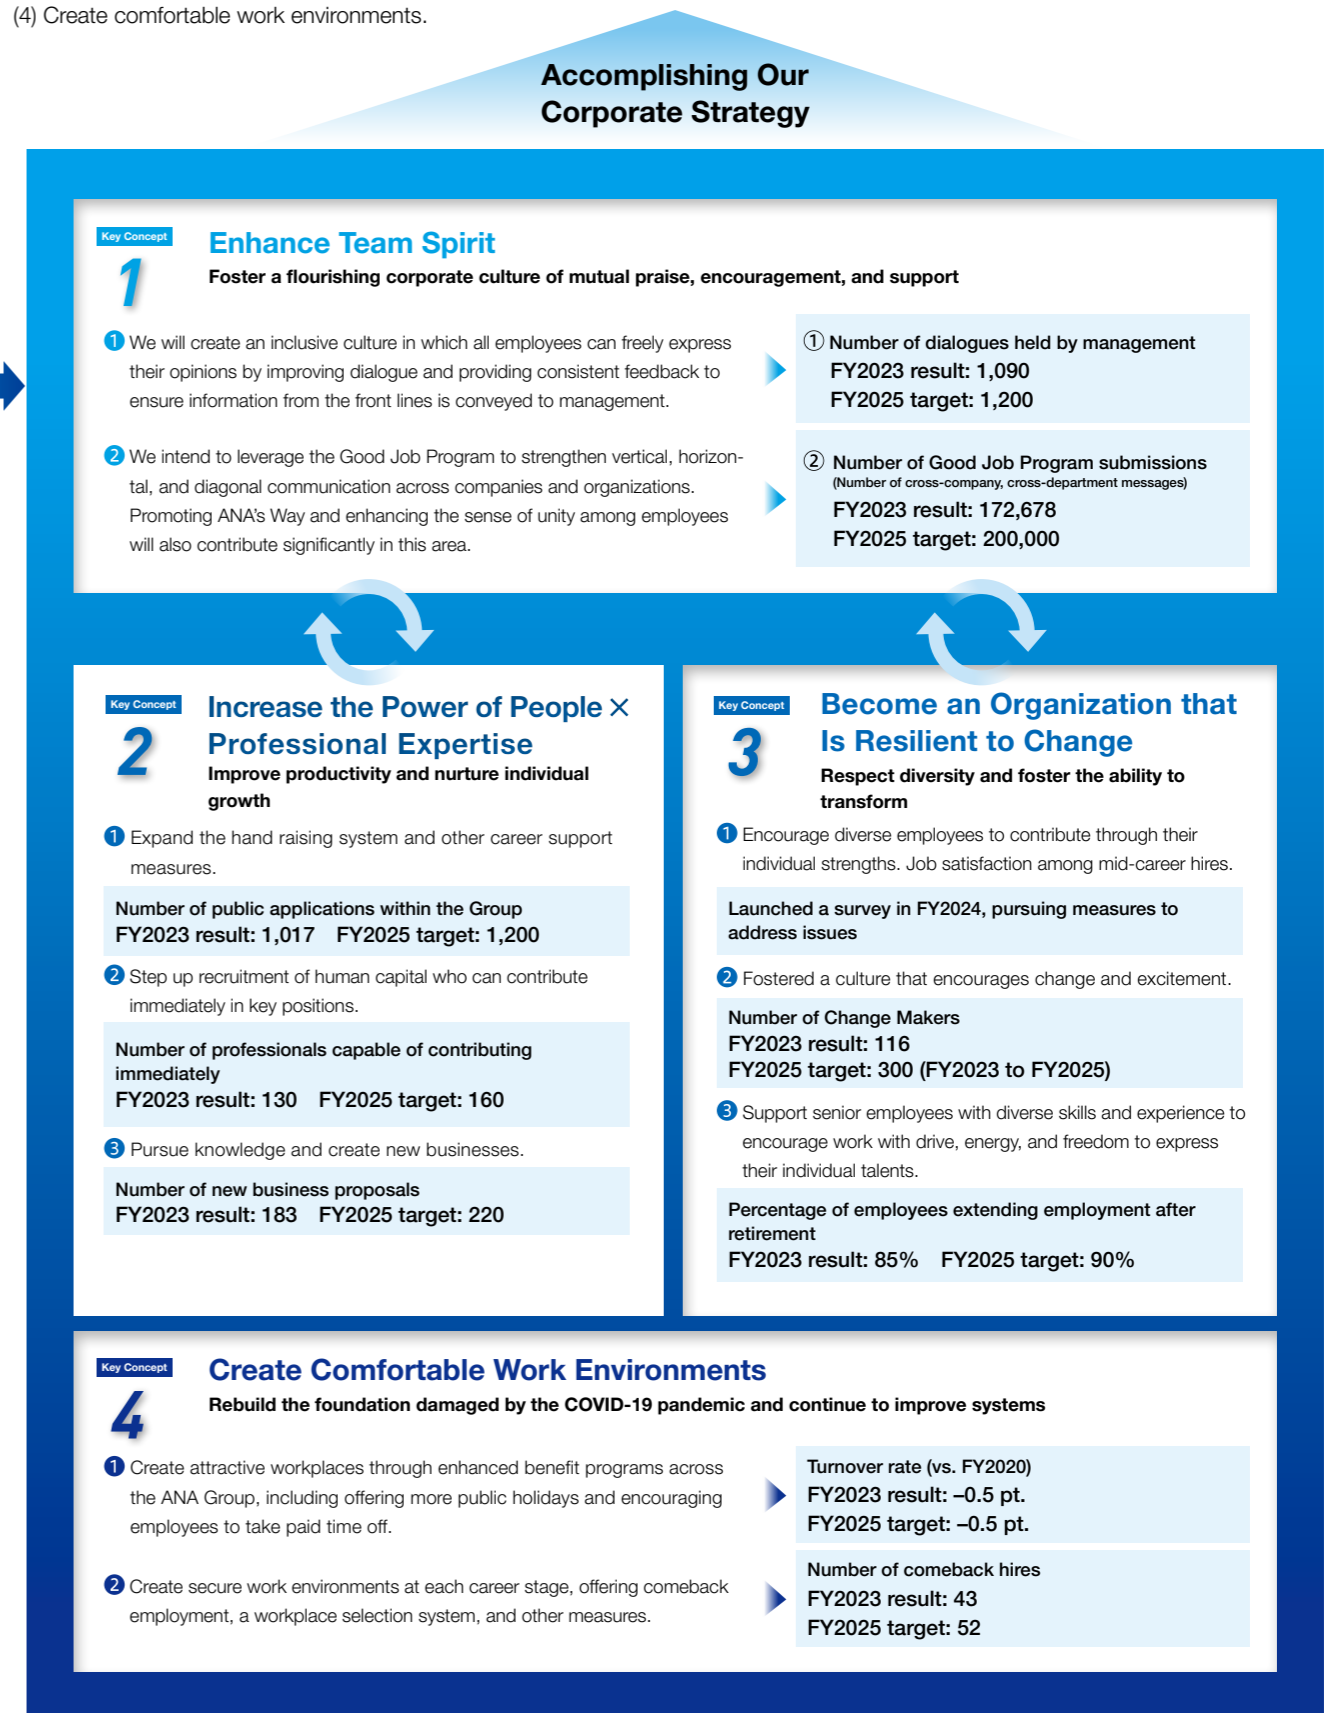 (4) Create comfortable work environments.
Accomplishing Our
Corporate Strategy
Key Concept
1
Enhance Team Spirit
Foster a flourishing corporate culture of mutual praise, encouragement, and support
❶ We will create an inclusive culture in which all employees can freely express
their opinions by improving dialogue and providing consistent feedback to
ensure information from the front lines is conveyed to management.
① Number of dialogues held by management
FY2023 result: 1,090
FY2025 target: 1,200
❷ We intend to leverage the Good Job Program to strengthen vertical, horizon-
tal, and diagonal communication across companies and organizations.
Promoting ANA’s Way and enhancing the sense of unity among employees
will also contribute significantly in this area.
② Number of Good Job Program submissions
(Number of cross-company, cross-department messages)
FY2023 result: 172,678
FY2025 target: 200,000
Key Concept
2
Increase the Power of People ×
Professional Expertise
Improve productivity and nurture individual
growth
❶ Expand the hand raising system and other career support
measures.
Number of public applications within the Group
FY2023 result: 1,017 FY2025 target: 1,200
❷ Step up recruitment of human capital who can contribute
immediately in key positions.
Number of professionals capable of contributing
immediately
FY2023 result: 130 FY2025 target: 160
❸ Pursue knowledge and create new businesses.
Number of new business proposals
FY2023 result: 183 FY2025 target: 220
Key Concept
3
Become an Organization that
Is Resilient to Change
Respect diversity and foster the ability to
transform
❶ Encourage diverse employees to contribute through their
individual strengths. Job satisfaction among mid-career hires.
Launched a survey in FY2024, pursuing measures to
address issues
❷ Fostered a culture that encourages change and excitement.
Number of Change Makers
FY2023 result: 116
FY2025 target: 300 (FY2023 to FY2025)
❸ Support senior employees with diverse skills and experience to
encourage work with drive, energy, and freedom to express
their individual talents.
Percentage of employees extending employment after
retirement
FY2023 result: 85% FY2025 target: 90%
Key Concept
4
Create Comfortable Work Environments
Rebuild the foundation damaged by the COVID-19 pandemic and continue to improve systems
❶ Create attractive workplaces through enhanced benefit programs across
the ANA Group, including offering more public holidays and encouraging
employees to take paid time off.
Turnover rate (vs. FY2020)
FY2023 result: –0.5 pt.
FY2025 target: –0.5 pt.
❷ Create secure work environments at each career stage, offering comeback
employment, a workplace selection system, and other measures.
Number of comeback hires
FY2023 result: 43
FY2025 target: 52